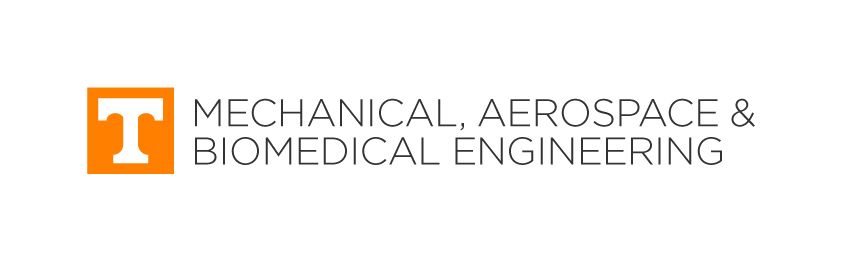 T
MECHANICAL, AEROSPACE &
BIOMEDICAL ENGINEERING